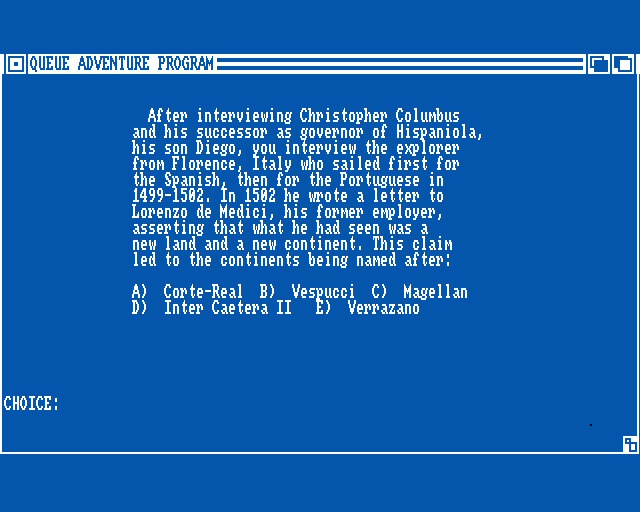 QUEUE ADVENTURE PROGRAM
After interviewing Christopher Columbus
and his successor as governor of Hispaniola,
his son Diego, you interview the explorer
from Florence, Italy who sailed first for
the Spanish, then for the Portuguese in
1499-1502. In 1502 he wrote a letter to
Lorenzo de Medici, his former employer,
asserting that what he had seen was a
new land and a new continent. This claim
led to the continents being named after:
A) Corte-Real B) Vespucci C) Magellan
D) Inter Caetera II E) Verrazano
CHOICE: